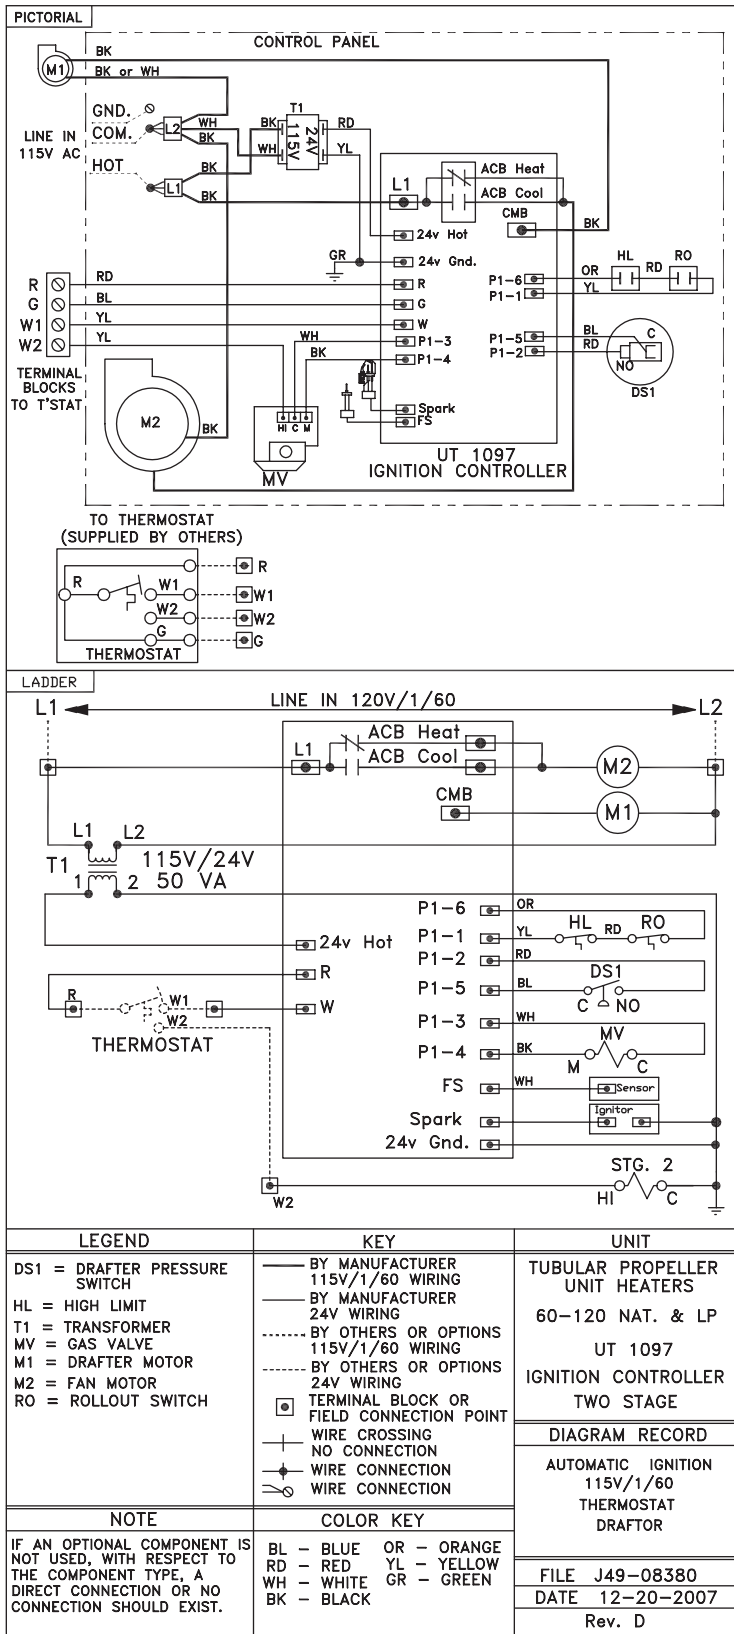 PICTORIAL
CONTROL PANEL
BK
M1
BK or WH
GND.
COM.
LINE IN
115V AC
HOT
L2
WH
BK
L1
BK
BK
T1
BK
WH
115V
24V
RD
YL
L1
ACB Heat
ACB Cool
CMB
BK
24v Hot
GR
24v Gnd.
R
G
W1
W2
RD
BL
YL
YL
R
G
W
P1-3
P1-4
WH
BK
P1-6
P1-1
OR
YL
HL
RD
RO
P1-5
P1-2
BL
RD
C
NO
DS1
TERMINAL
BLOCKS
TO T'STAT
M2
BK
HI C M
MV
Spark
FS
UT 1097
IGNITION CONTROLLER
TO THERMOSTAT
(SUPPLIED BY OTHERS)
R
W1
W2
G
THERMOSTAT
R
W1
W2
G
LADDER
L1
LINE IN 120V/1/60
L2
L1
ACB Heat
ACB Cool
M2
CMB
M1
L1
L2
T1
115V/24V
50 VA
1
2
24v Hot
R
W
R
W1
W2
THERMOSTAT
P1-6
OR
P1-1
YL
HL
RD
RO
P1-2
RD
P1-5
BL
DS1
C
NO
P1-3
WH
P1-4
BK
MV
M
C
FS
WH
Sensor
Spark
Ignitor
24v Gnd.
W2
STG. 2
HI
C
LEGEND
DS1 = DRAFTER PRESSURE
SWITCH
HL = HIGH LIMIT
T1 = TRANSFORMER
MV = GAS VALVE
M1 = DRAFTER MOTOR
M2 = FAN MOTOR
RO = ROLLOUT SWITCH
KEY
BY MANUFACTURER
115V/1/60 WIRING
BY MANUFACTURER
24V WIRING
BY OTHERS OR OPTIONS
115V/1/60 WIRING
BY OTHERS OR OPTIONS
24V WIRING
TERMINAL BLOCK OR
FIELD CONNECTION POINT
WIRE CROSSING
NO CONNECTION
WIRE CONNECTION
WIRE CONNECTION
UNIT
TUBULAR PROPELLER
UNIT HEATERS
60-120 NAT. & LP
UT 1097
IGNITION CONTROLLER
TWO STAGE
DIAGRAM RECORD
AUTOMATIC IGNITION
115V/1/60
THERMOSTAT
DRAFTOR
NOTE
IF AN OPTIONAL COMPONENT IS
NOT USED, WITH RESPECT TO
THE COMPONENT TYPE, A
DIRECT CONNECTION OR NO
CONNECTION SHOULD EXIST.
COLOR KEY
BL - BLUE OR - ORANGE
RD - RED YL - YELLOW
WH - WHITE GR - GREEN
BK - BLACK
FILE J49-08380
DATE 12-20-2007
Rev. D